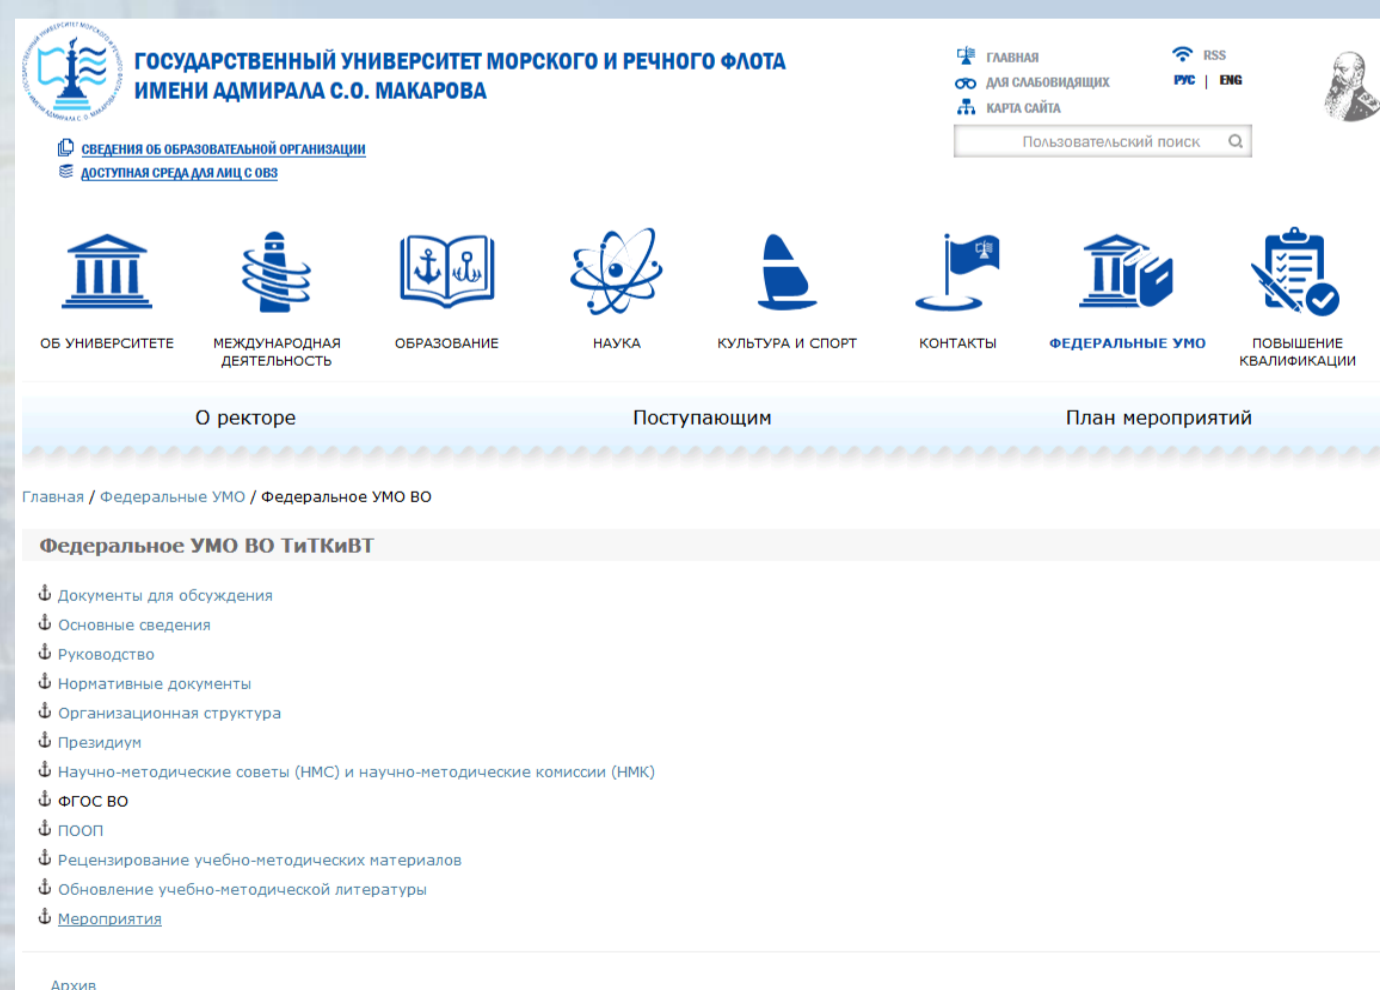 ГОСУДАРСТВЕННЫЙ УНИВЕРСИТЕТ МОРСКОГО И РЕЧНОГО ФЛОТА
ИМЕНИ АДМИРАЛА С.О. МАКАРОВА
СВЕДЕНИЯ ОБ ОБРАЗОВАТЕЛЬНОЙ ОРГАНИЗАЦИИ
ДОСТУПНАЯ СРЕДА ДЛЯ ЛИЦ С ОВЗ
ГЛАВНАЯ
ДЛЯ СЛАБОВИДЯЩИХ
КАРТА САЙТА
RSS
РУС | ENG
Пользовательский поиск
ОБ УНИВЕРСИТЕТЕ
МЕЖДУНАРОДНАЯ
ДЕЯТЕЛЬНОСТЬ
ОБРАЗОВАНИЕ
НАУКА
КУЛЬТУРА И СПОРТ
КОНТАКТЫ
ФЕДЕРАЛЬНЫЕ УМО
ПОВЫШЕНИЕ
КВАЛИФИКАЦИИ
О ректоре
Поступающим
План мероприятий
Главная / Федеральные УМО / Федеральное УМО ВО
Федеральное УМО ВО ТиТКиВТ
Документы для обсуждения
Основные сведения
Руководство
Нормативные документы
Организационная структура
Президиум
Научно-методические советы (НМС) и научно-методические комиссии (НМК)
ФГОС ВО
ПООП
Рецензирование учебно-методических материалов
Обновление учебно-методической литературы
Мероприятия
Архив